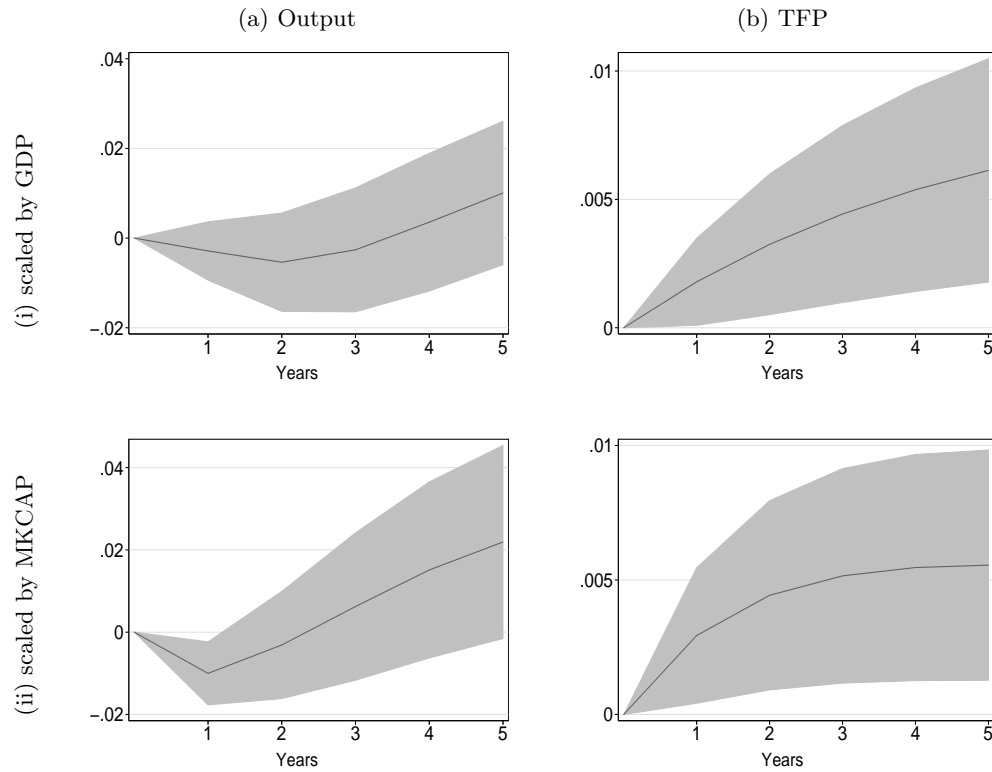 (a) Output
(b) TFP
(i) scaled by GDP
.04
.02
0
−.02
1 2 3 4 5
Years
.01
.005
0
1 2 3 4 5
Years
(ii) scaled by MKCAP
.04
.02
0
−.02
1 2 3 4 5
Years
.01
.005
0
1 2 3 4 5
Years